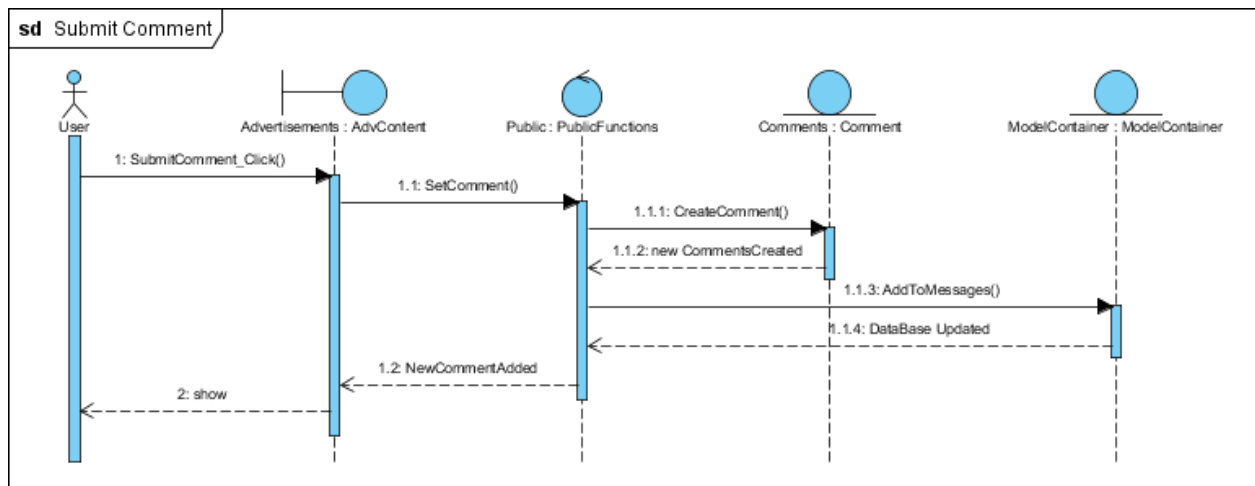 sd Submit Comment
User
Advertisements : AdvContent
Public : PublicFunctions
Comments : Comment
ModelContainer : ModelContainer
1: SubmitComment_Click()
1.1: SetComment()
1.1.1: CreateComment()
1.1.2: new CommentsCreated
1.1.3: AddToMessages()
1.1.4: DataBase Updated
1.2: NewCommentAdded
2: show